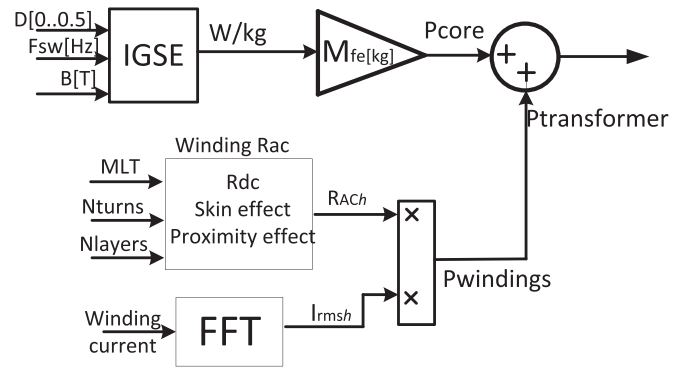 D[0..0.5]
Fsw[Hz]
B[T]
IGSE
W/kg
Mfe[kg]
Pcore
+
+
Ptransformer
Winding Rac
MLT
Nturns
Nlayers
Rdc
Skin effect
Proximity effect
RACh
×
×
Pwindings
Winding
current
FFT
Irmsh